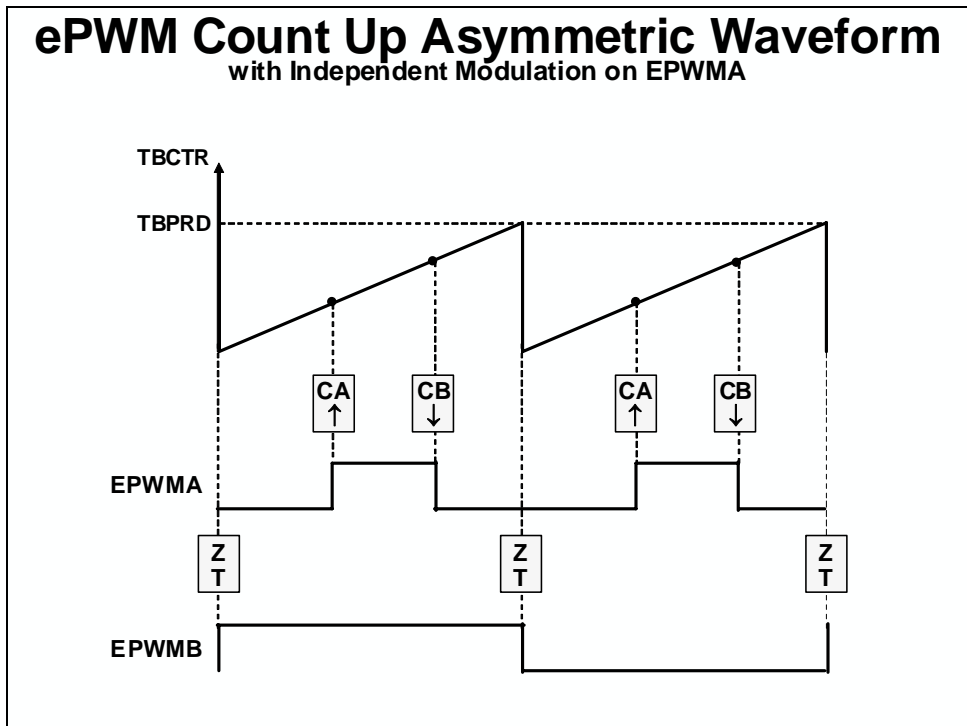 ePWM Count Up Asymmetric Waveform
with Independent Modulation on EPWMA
TBCTR
TBPRD
CA
↑
CB
↓
CA
↑
CB
↓
EPWMA
Z
T
Z
T
Z
T
EPWMB